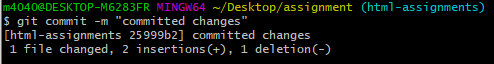 m4040@DESKTOP-M6283FR MINGW64 ~/Desktop/assignment (html-assignments)
$ git commit -m "committed changes"
[html-assignments 25999b2] committed changes
 1 file changed, 2 insertions(+), 1 deletion(-)